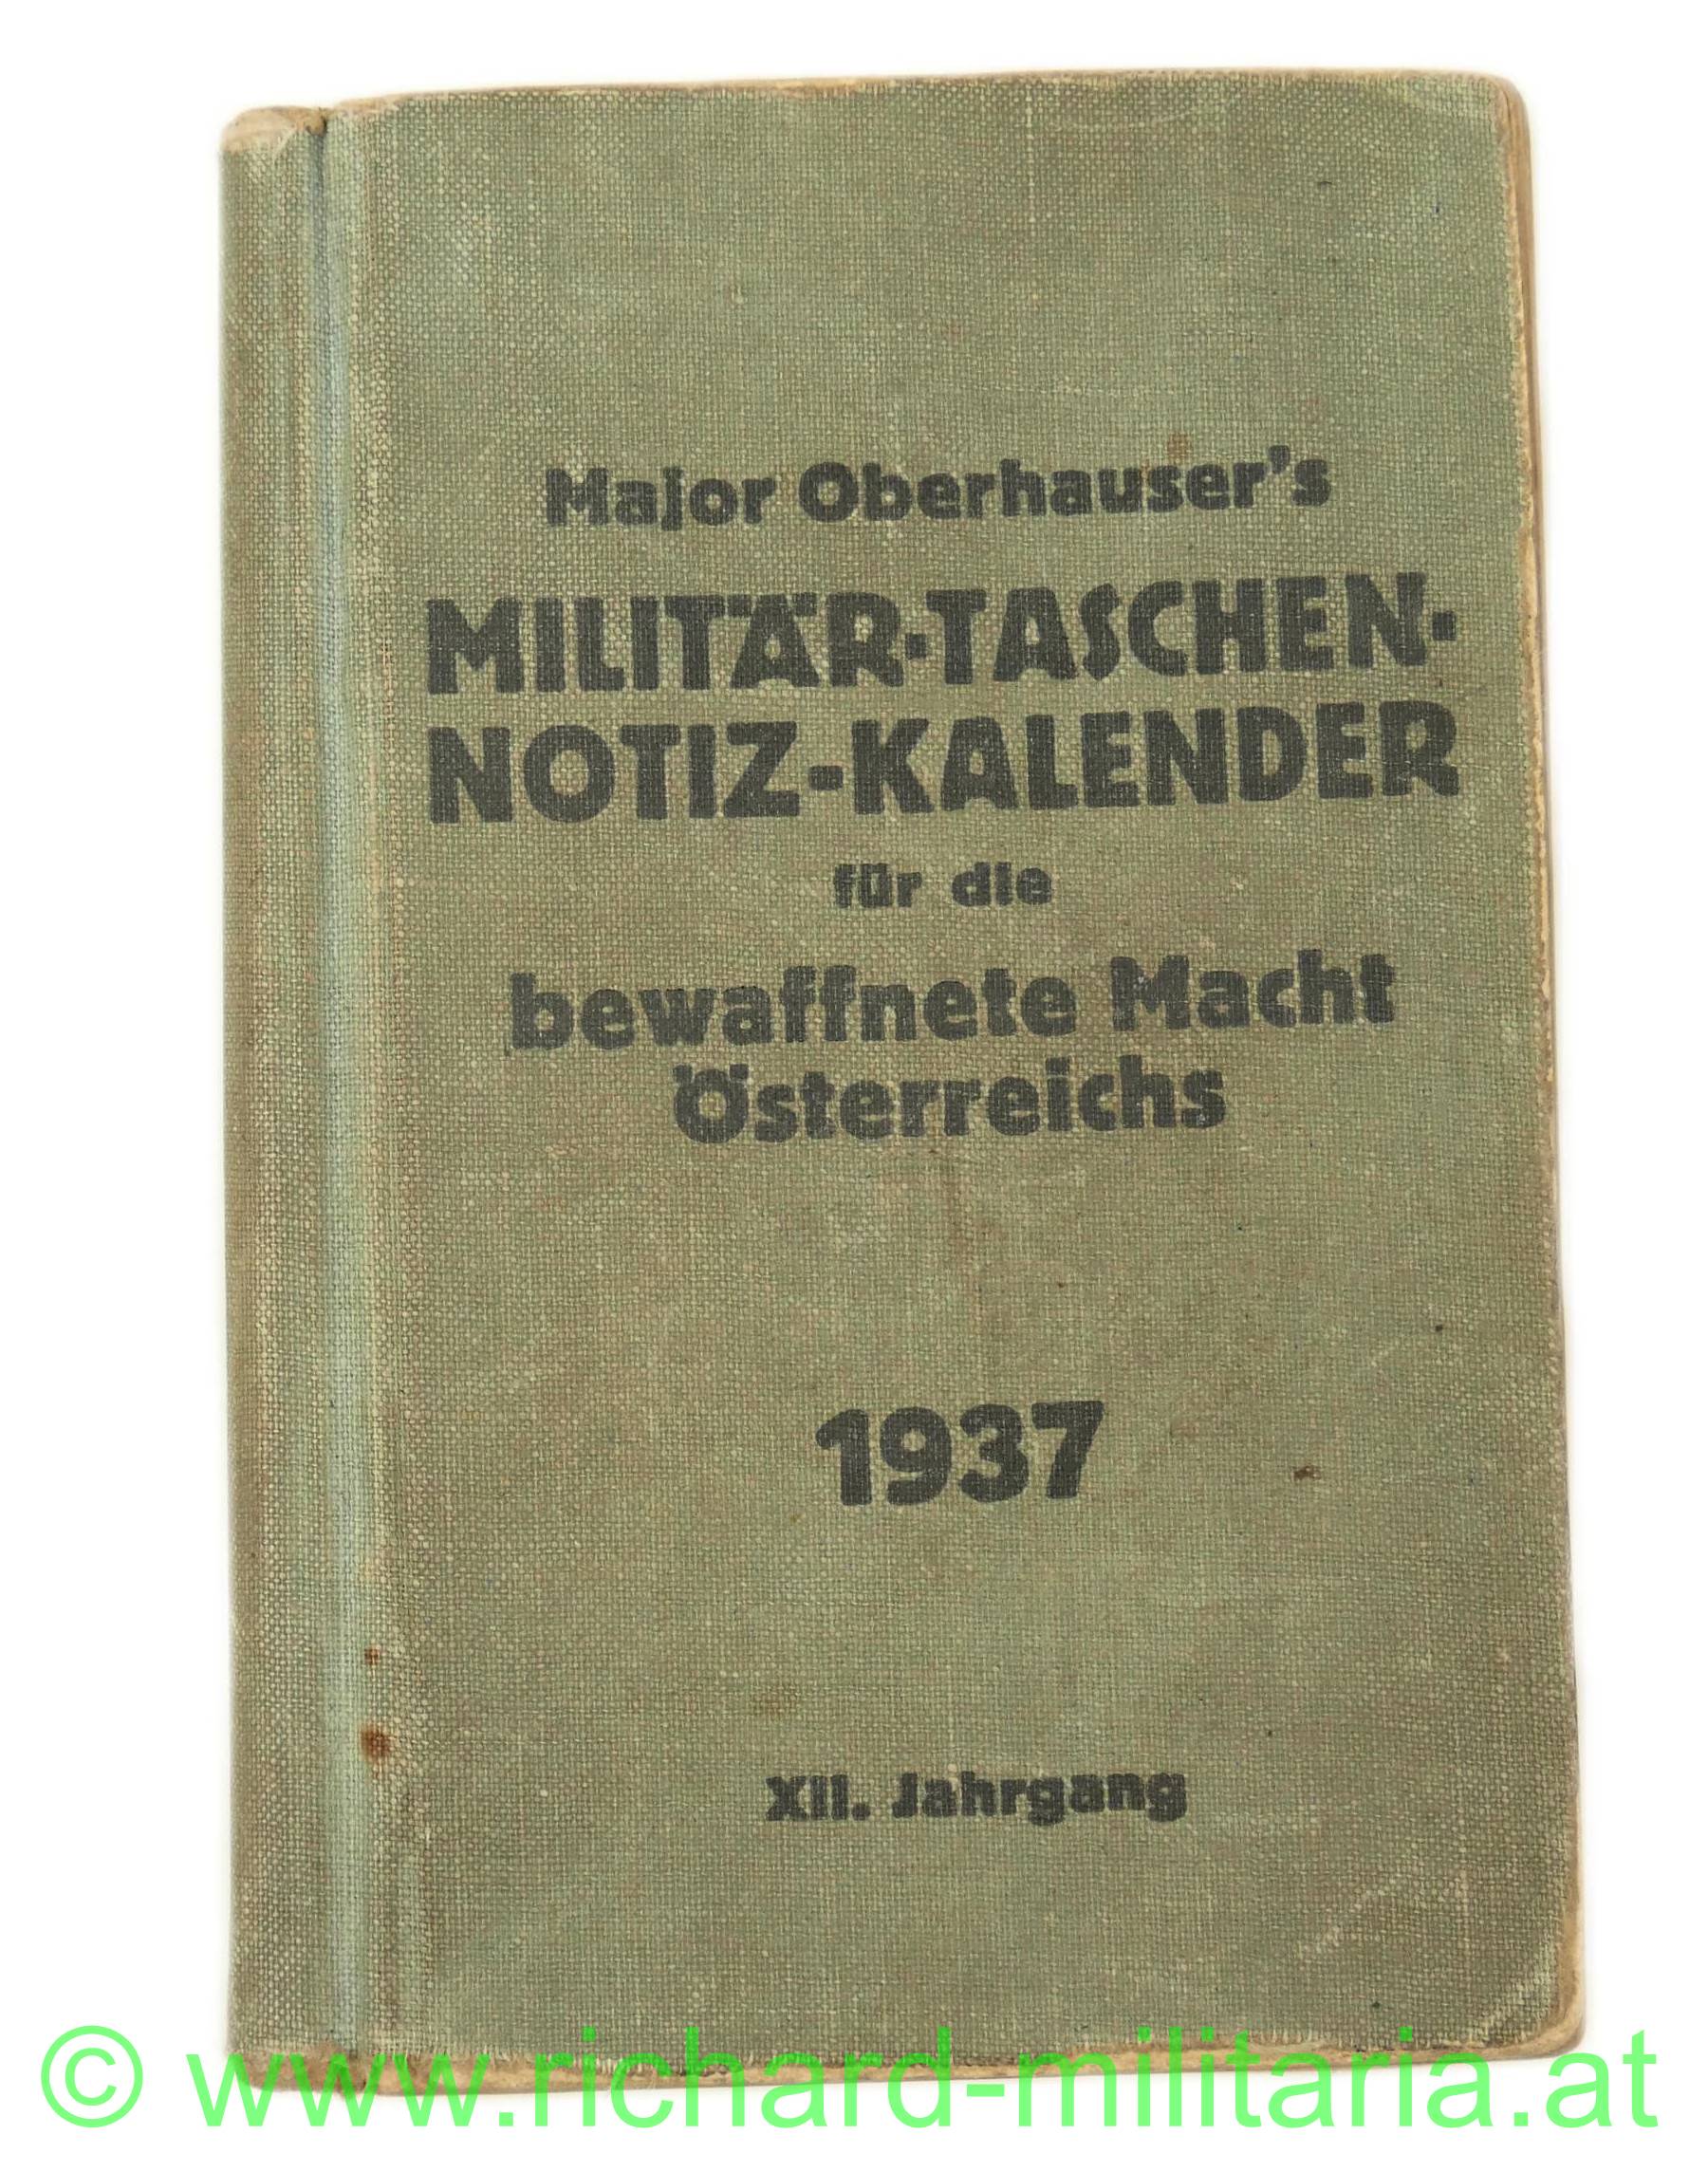 Major Oberhauser's
MILITÄR-TASCHEN-
NOTIZ-KALENDER
für die
bewaffnete Macht
Österreichs
1937
XII. Jahrgang
© www.richard-militaria.at